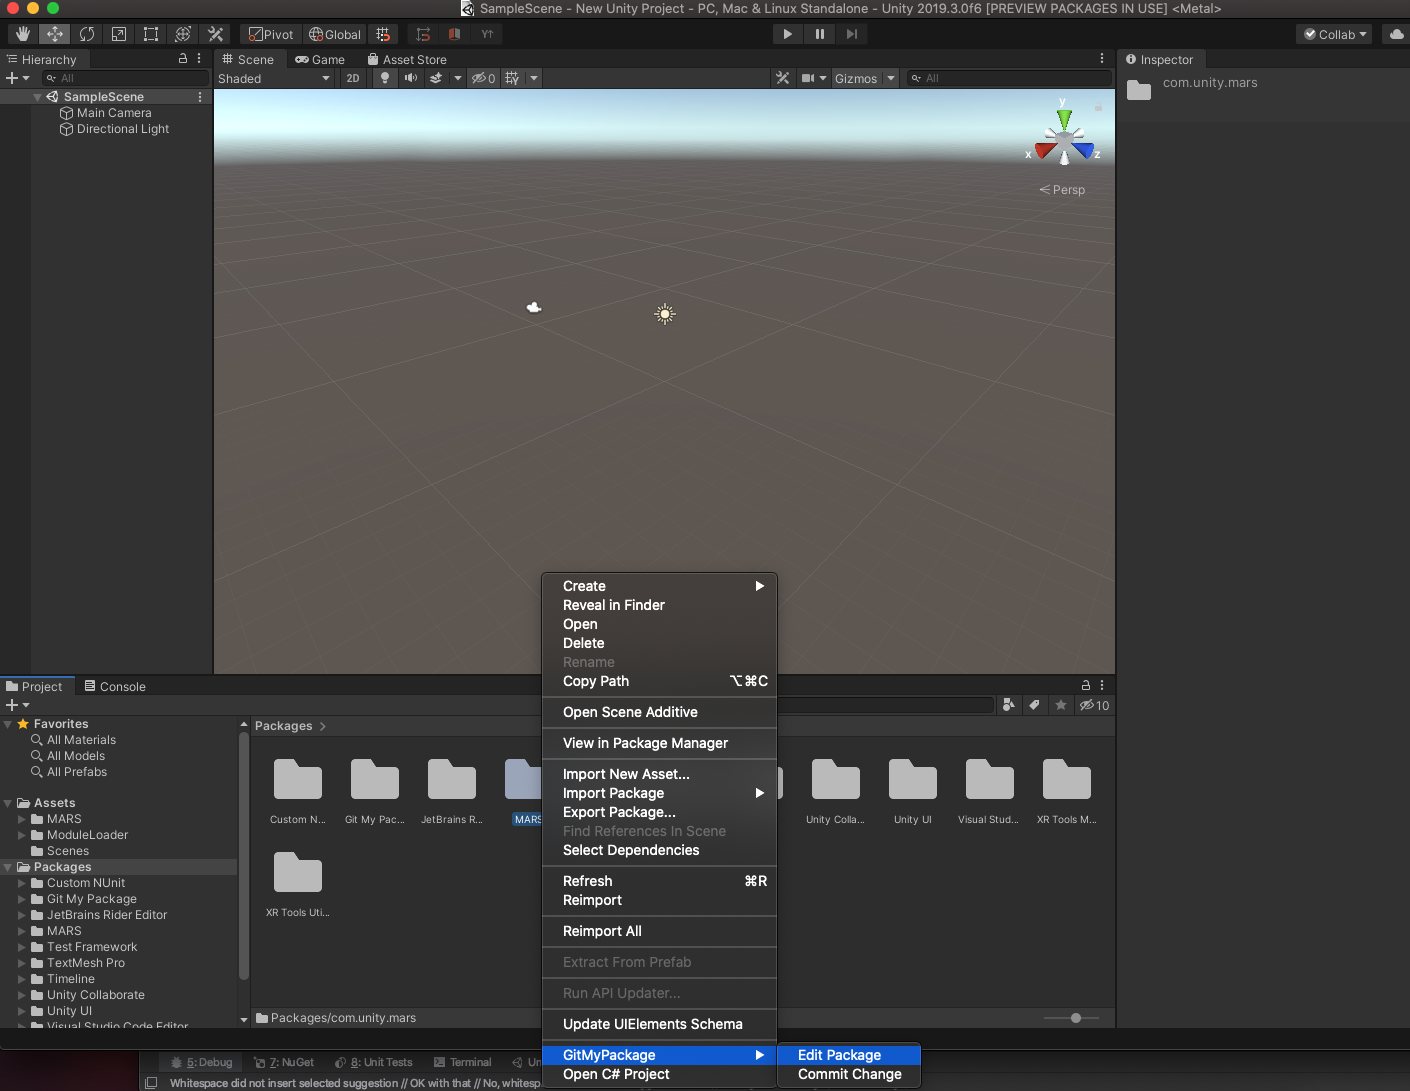 SampleScene - New Unity Project - PC, Mac & Linux Standalone - Unity 2019.3.0f6 [PREVIEW PACKAGES IN USE] <Metal>
Pivot Global Collab
Hierarchy
All
SampleScene
Main Camera
Directional Light
Scene Game Asset Store
Shaded 2D 0 Gizmos All
y
x z
Persp
Inspector
com.unity.mars
Create
Reveal in Finder
Open
Delete
Rename
Copy Path ⌥⌘C
Open Scene Additive
View in Package Manager
Import New Asset...
Import Package
Export Package...
Find References In Scene
Select Dependencies
Refresh ⌘R
Reimport
Reimport All
Extract From Prefab
Run API Updater...
Update UIElements Schema
GitMyPackage
Open C# Project
Edit Package
Commit Change
Project Console
10
Favorites
All Materials
All Models
All Prefabs
Assets
MARS
ModuleLoader
Scenes
Packages
Custom NUnit
Git My Package
JetBrains Rider Editor
MARS
Test Framework
TextMesh Pro
Timeline
Unity Collaborate
Unity UI
Visual Studio Code Editor
Packages
Custom N... Git My Pac... JetBrains R... MARS Unity Colla... Unity UI Visual Stud... XR Tools M...
XR Tools Uti...
Packages/com.unity.mars
5: Debug 7: NuGet 8: Unit Tests Terminal Un
Whitespace did not insert selected suggestion // OK with that // No, whitesp